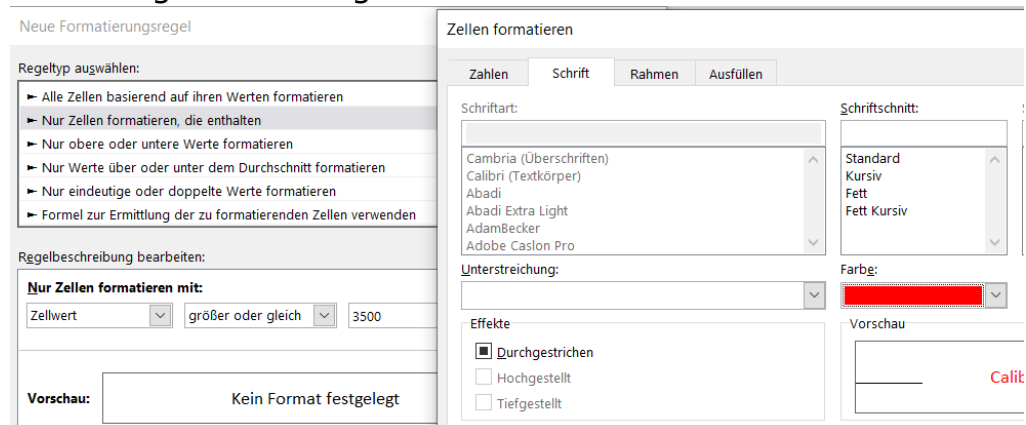 Neue Formatierungsregel
Regeltyp auswählen:
► Alle Zellen basierend auf ihren Werten formatieren
► Nur Zellen formatieren, die enthalten
► Nur obere oder untere Werte formatieren
► Nur Werte über oder unter dem Durchschnitt formatieren
► Nur eindeutige oder doppelte Werte formatieren
► Formel zur Ermittlung der zu formatierenden Zellen verwenden
Regelbeschreibung bearbeiten:
Nur Zellen formatieren mit:
Zellwert größer oder gleich 3500
Vorschau: Kein Format festgelegt
Zellen formatieren
Zahlen Schrift Rahmen Ausfüllen
Schriftart:
Cambria (Überschriften)
Calibri (Textkörper)
Abadi
Abadi Extra Light
AdamBecker
Adobe Caslon Pro
Schriftschnitt:
Standard
Kursiv
Fett
Fett Kursiv
Unterstreichung:
Farbe:
Effekte
Durchgestrichen
Hochgestellt
Tiefgestellt
Vorschau
Calib